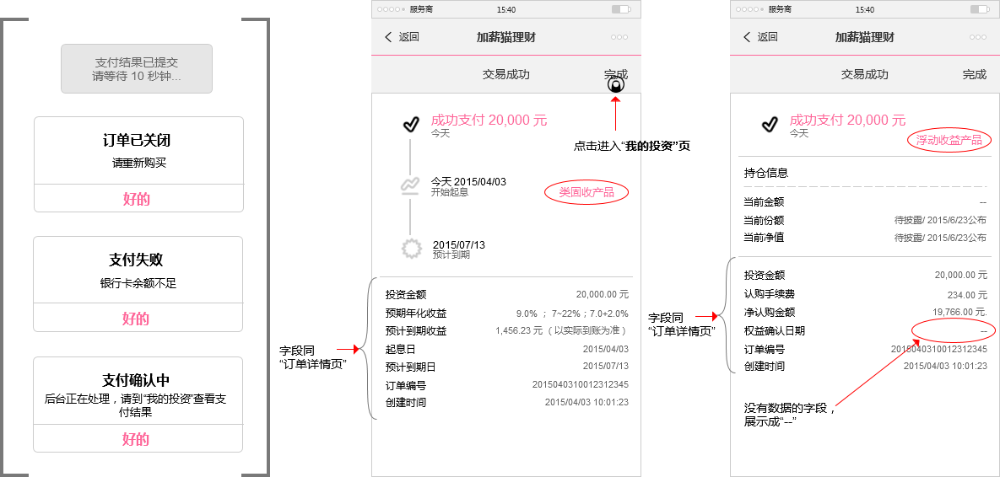 支付结果已提交
请等待 10 秒钟...
订单已关闭
请重新购买
好的
支付失败
银行卡余额不足
好的
支付确认中
后台正在处理，请到“我的投资”查看支
付结果
好的
服务商 15:40
返回 加薪猫理财
交易成功 完成
成功支付 20,000 元
今天
点击进入“我的投资”页
今天 2015/04/03
开始起息
类固收产品
2015/07/13
预计到期
投资金额 20,000.00 元
预期年化收益 9.0% ； 7~22%；7.0+2.0%
预计到期收益 1,456.23 元 （以实际到账为准）
起息日 2015/04/03
预计到期日 2015/07/13
订单编号 2015040310012312345
创建时间 2015/04/03 10:01:23
字段同
“订单详情页”
服务商 15:40
返回 加薪猫理财
交易成功 完成
成功支付 20,000 元
今天
浮动收益产品
持仓信息
当前金额 --
当前份额 待披露/ 2015/6/23公布
当前净值 待披露/ 2015/6/23公布
投资金额 20,000.00 元
认购手续费 234.00 元
净认购金额 19,766.00 元.
权益确认日期 --
订单编号 2015040310012312345
创建时间 2015/04/03 10:01:23
字段同
“订单详情页”
没有数据的字段，
展示成“--”